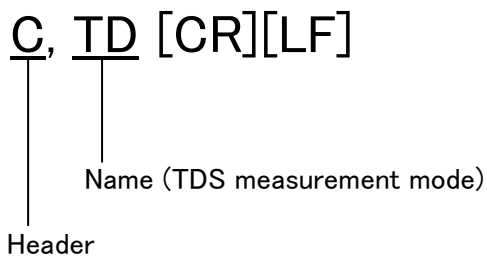 C, TD [CR][LF]
Name (TDS measurement mode)
Header